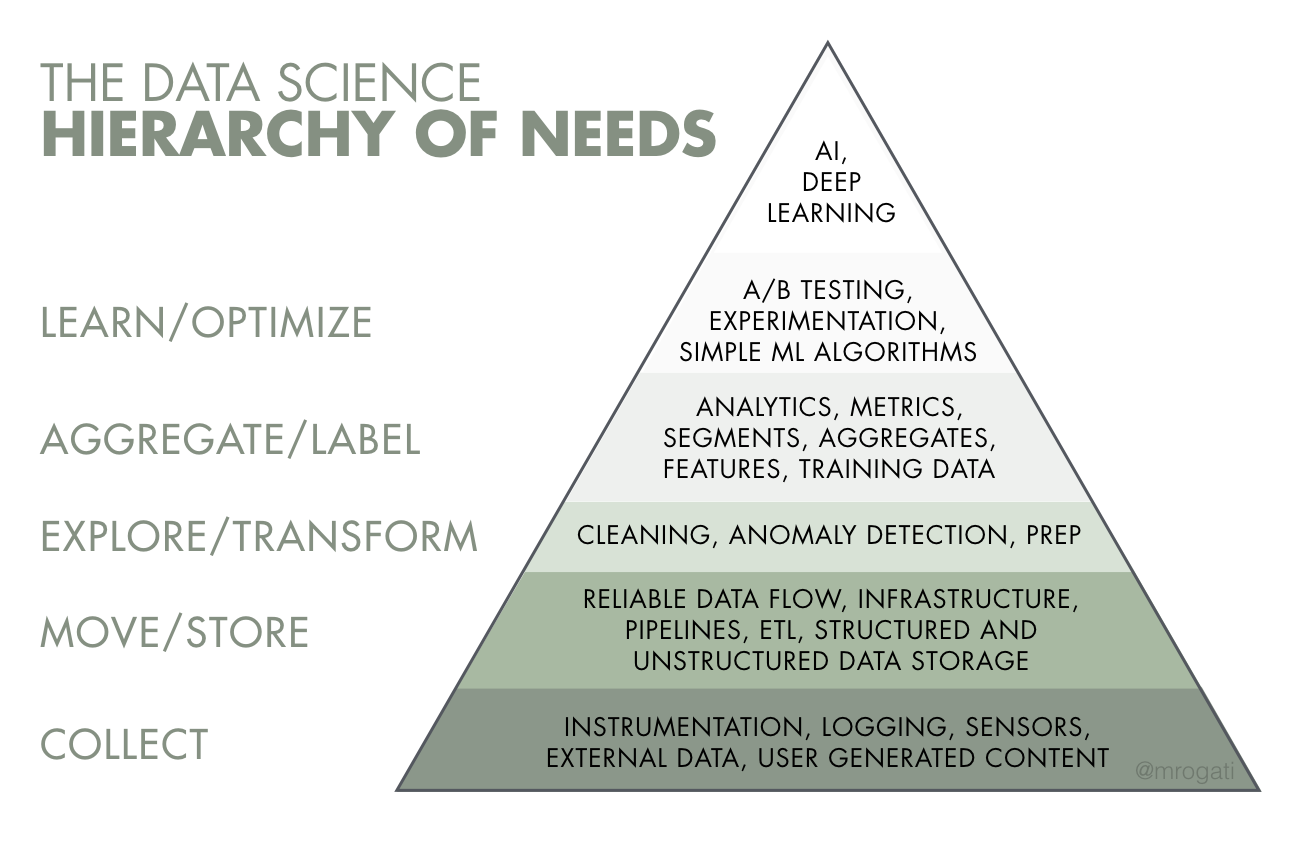 THE DATA SCIENCE
HIERARCHY OF NEEDS
AI,
DEEP
LEARNING
LEARN/OPTIMIZE
A/B TESTING,
EXPERIMENTATION,
SIMPLE ML ALGORITHMS
AGGREGATE/LABEL
ANALYTICS, METRICS,
SEGMENTS, AGGREGATES,
FEATURES, TRAINING DATA
EXPLORE/TRANSFORM
CLEANING, ANOMALY DETECTION, PREP
MOVE/STORE
RELIABLE DATA FLOW, INFRASTRUCTURE,
PIPELINES, ETL, STRUCTURED AND
UNSTRUCTURED DATA STORAGE
COLLECT
INSTRUMENTATION, LOGGING, SENSORS,
EXTERNAL DATA, USER GENERATED CONTENT
@mrogati